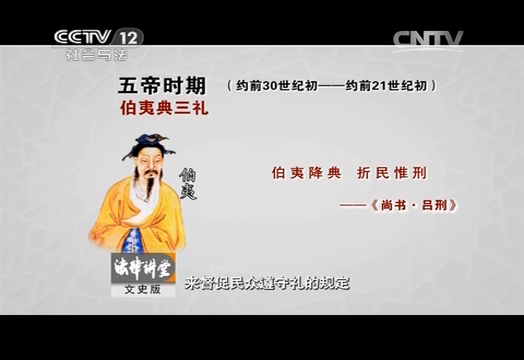 CCTV 12
社会与法
CNTV
五帝时期 (约前30世纪初——约前21世纪初)
伯夷典三礼
伯夷
伯夷降典 折民惟刑
——《尚书·吕刑》
法律讲堂
文史版
来督促民众遵守礼的规定